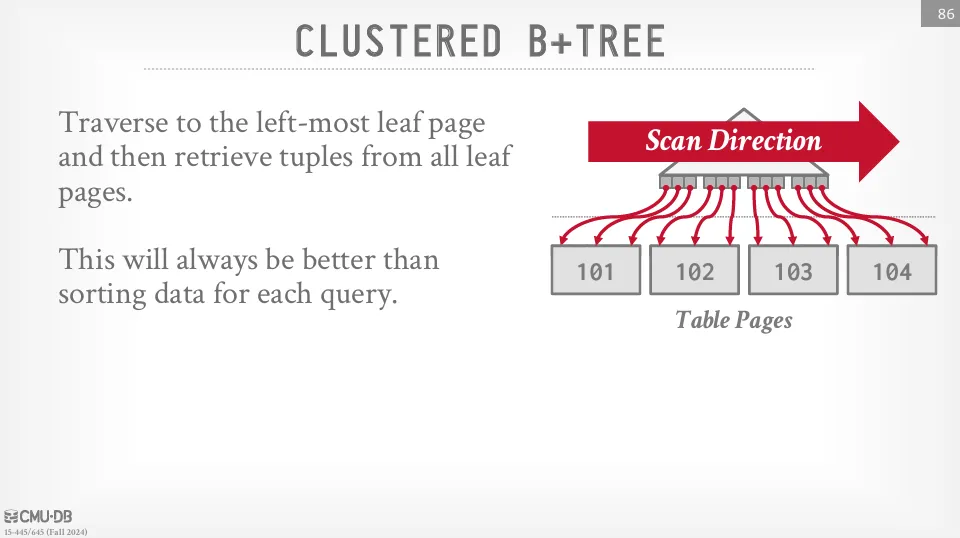 86
CLUSTERED B+TREE
Traverse to the left-most leaf page
and then retrieve tuples from all leaf
pages.
This will always be better than
sorting data for each query.
Scan Direction
101 102 103 104
Table Pages
CMU·DB
15-445/645 (Fall 2024)